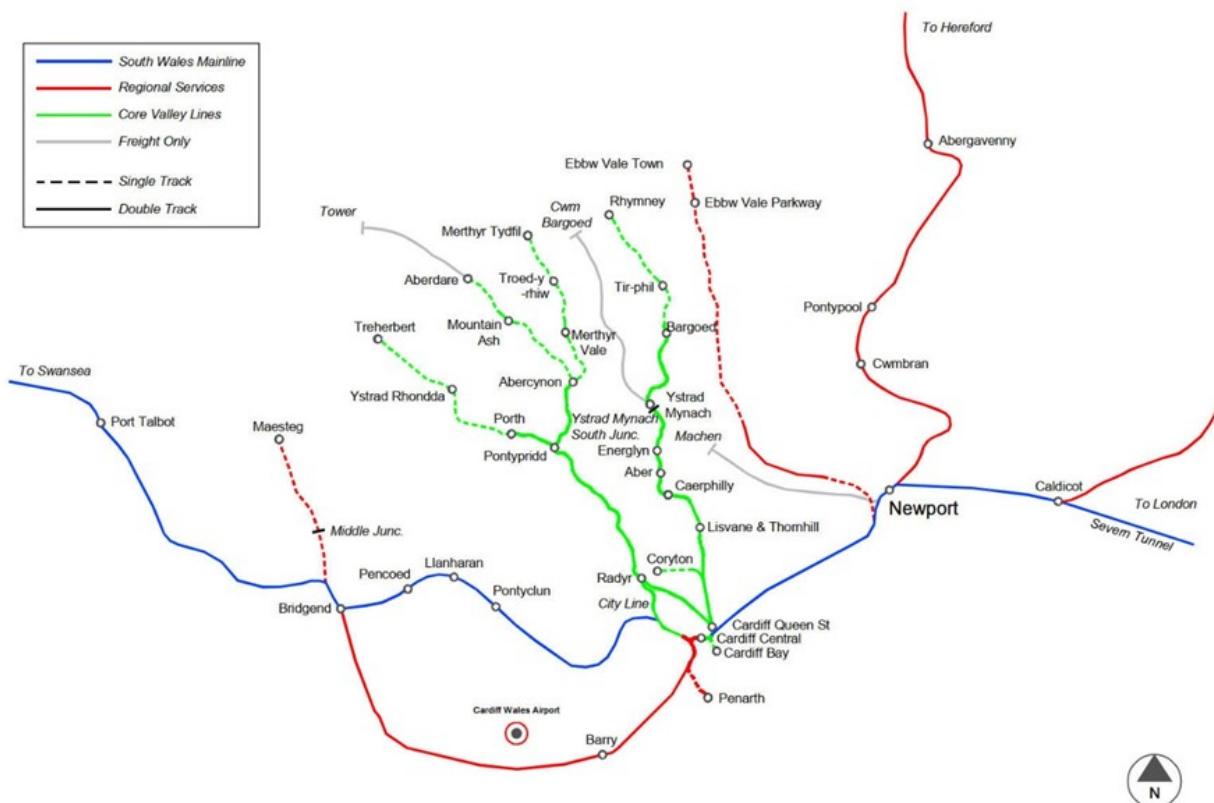 South Wales Mainline
Regional Services
Core Valley Lines
Freight Only
Single Track
Double Track
To Hereford
Abergavenny
Ebbw Vale Town
Ebbw Vale Parkway
Cwm
Bargoed
Rhymney
Tower
Merthyr Tydfil
Aberdare
Troed-y
-rhiw
Tir-phil
Pontypool
Treherbert
Mountain
Ash
Merthyr
Vale
Bargoed
Cwmbran
To Swansea
Abercynon
Ystrad Rhondda
Ystrad
Mynach
Port Talbot
Maesteg
Porth
Ystrad Mynach
South Junc.
Machen
Pontypridd
Energlyn
Aber
Caerphilly
Newport
Caldicot
To London
Severn Tunnel
Middle Junc.
Lisvane & Thornhill
Coryton
Llanharan
Pencoed
Pontyclun
Radyr
Bridgend
City Line
Cardiff Queen St
Cardiff Central
Cardiff Bay
Penarth
Cardiff Wales Airport
Barry
N